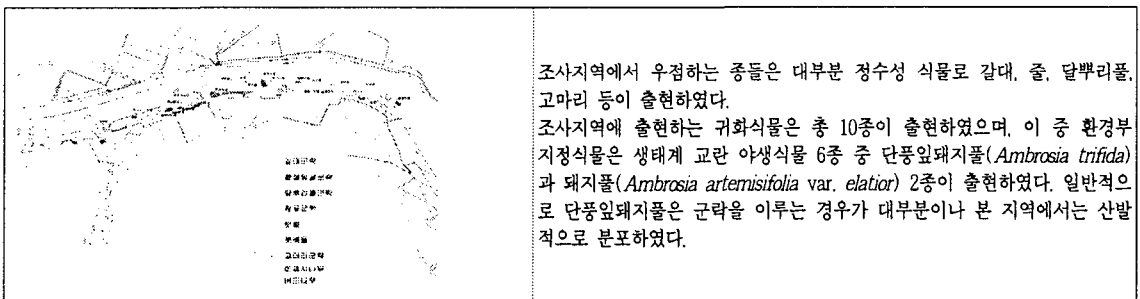 조사지역에서 우점하는 종들은 대부분 정수성 식물로 갈대, 줄, 달뿌리풀,
고마리 등이 출현하였다.
조사지역에 출현하는 귀화식물은 총 10종이 출현하였으며, 이 중 환경부
지정식물은 생태계 교란 야생식물 6종 중 단풍잎돼지풀(Ambrosia trifida)
과 돼지풀(Ambrosia artemisifolia var. elatior) 2종이 출현하였다. 일반적으
로 단풍잎돼지풀은 군락을 이루는 경우가 대부분이나 본 지역에서는 산발
적으로 분포하였다.